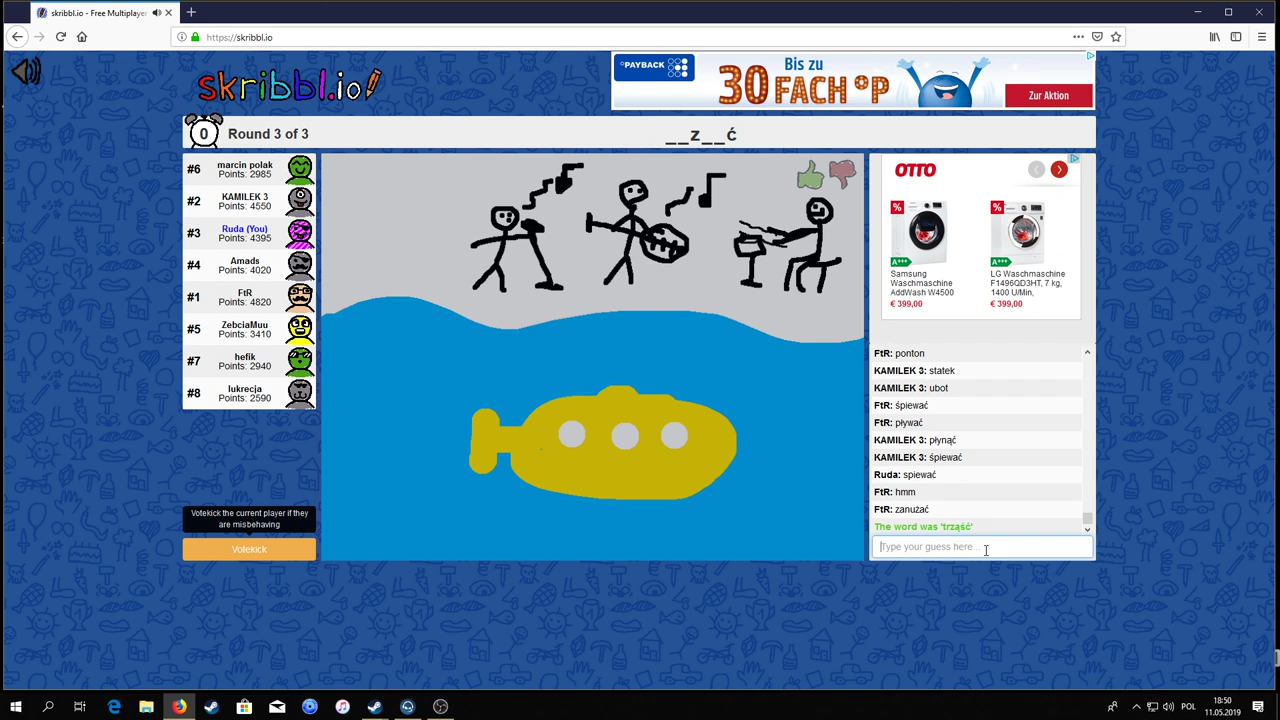 skribbl.io - Free Multiplayer
https://skribbl.io
skribbl.io!
°PAYBACK
Bis zu
30 FACH °P
Zur Aktion
0
Round 3 of 3
__z__ć
#6
marcin polak
Points: 2985
#2
KAMILEK 3
Points: 4550
#3
Ruda (You)
Points: 4395
#4
Amads
Points: 4020
#1
FtR
Points: 4820
#5
ZebciaMuu
Points: 3410
#7
hefik
Points: 2940
#8
lukrecja
Points: 2590
Votekick the current player if they
are misbehaving
Votekick
OTTO
%
%
A+++
A+++
Samsung
Waschmaschine
AddWash W4500
€ 399,00
LG Waschmaschine
F1496QD3HT, 7 kg,
1400 U/Min,
€ 399,00
FtR: ponton
KAMILEK 3: statek
KAMILEK 3: ubot
FtR: śpiewać
FtR: pływać
KAMILEK 3: płynąć
KAMILEK 3: śpiewać
Ruda: spiewać
FtR: hmm
FtR: zanużać
The word was 'trząść'
Type your guess here...
POL
18:50
11.05.2019